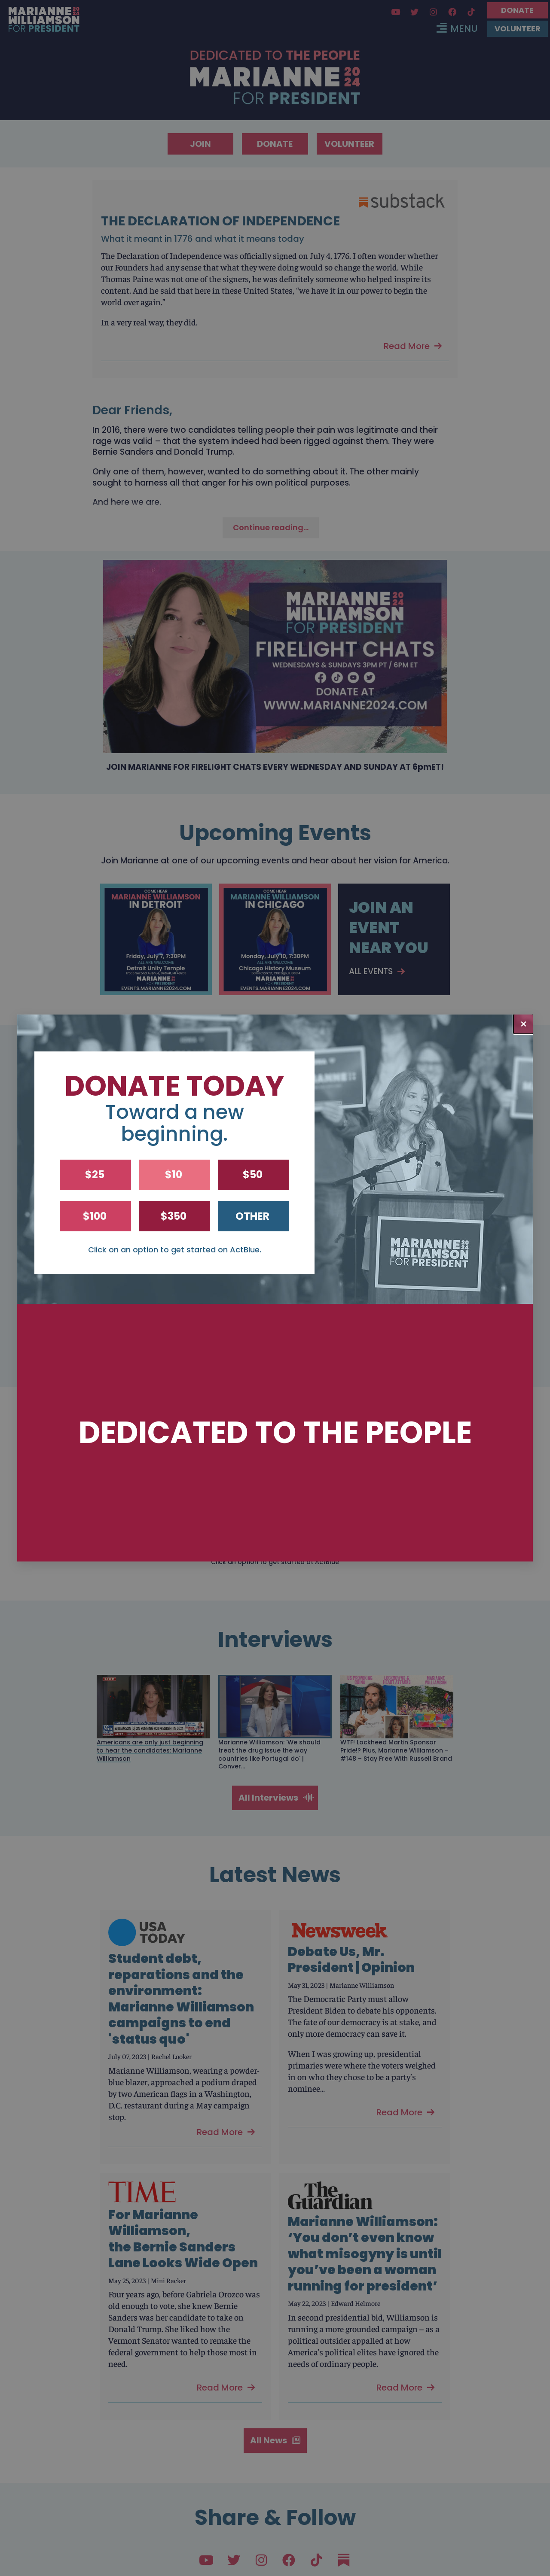 MARIANNE
WILLIAMSON
FOR PRESIDENT
DONATE
MENU
VOLUNTEER
DEDICATED TO THE PEOPLE
MARIANNE 2024
FOR PRESIDENT
JOIN
DONATE
VOLUNTEER
substack
THE DECLARATION OF INDEPENDENCE
What it meant in 1776 and what it means today
The Declaration of Independence was officially signed on July 4, 1776. I often wonder whether
our Founders had any sense that what they were doing would so change the world. While
Thomas Paine was not one of the signers, he was definitely someone who helped inspire its
content. And he said that here in these United States, "we have it in our power to begin the
world over again."
In a very real way, they did.
Read More →
Dear Friends,
In 2016, there were two candidates telling people their pain was legitimate and their
rage was valid – that the system indeed had been rigged against them. They were
Bernie Sanders and Donald Trump.
Only one of them, however, wanted to do something about it. The other mainly
sought to harness all that anger for his own political purposes.
And here we are.
Continue reading...
MARIANNE 2024
WILLIAMSON
FOR PRESIDENT
FIRELIGHT CHATS
WEDNESDAYS & SUNDAYS 3PM PT / 6PM ET
DONATE AT
WWW.MARIANNE2024.COM
JOIN MARIANNE FOR FIRELIGHT CHATS EVERY WEDNESDAY AND SUNDAY AT 6pmET!
Upcoming Events
Join Marianne at one of our upcoming events and hear about her vision for America.
COME HEAR
MARIANNE WILLIAMSON
IN DETROIT
Friday, July 7, 7:30PM
ALL ARE WELCOME
Detroit Unity Temple
MARIANNE
FOR PRESIDENT
EVENTS.MARIANNE2024.COM
COME HEAR
MARIANNE WILLIAMSON
IN CHICAGO
Monday, July 10, 7:30PM
ALL ARE WELCOME
Chicago History Museum
MARIANNE
FOR PRESIDENT
EVENTS.MARIANNE2024.COM
JOIN AN
EVENT
NEAR YOU
ALL EVENTS →
×
DONATE TODAY
Toward a new
beginning.
$25
$10
$50
$100
$350
OTHER
Click on an option to get started on ActBlue.
MARIANNE 2024
WILLIAMSON
FOR PRESIDENT
DEDICATED TO THE PEOPLE
Click an option to get started at ActBlue
Interviews
WILLIAMSON ON RUNNING FOR PRESIDENT IN 2024
Americans are only just beginning
to hear the candidates: Marianne
Williamson
Marianne Williamson: 'We should
treat the drug issue the way
countries like Portugal do' |
Conver...
WTF! Lockheed Martin Sponsor
Pride!? Plus, Marianne Williamson -
#148 - Stay Free With Russell Brand
All Interviews
Latest News
USA
TODAY
Student debt,
reparations and the
environment:
Marianne Williamson
campaigns to end
'status quo'
July 07, 2023 | Rachel Looker
Marianne Williamson, wearing a powder-
blue blazer, approached a podium draped
by two American flags in a Washington,
D.C. restaurant during a May campaign
stop.
Read More →
Newsweek
Debate Us, Mr.
President | Opinion
May 31, 2023 | Marianne Williamson
The Democratic Party must allow
President Biden to debate his opponents.
The fate of our democracy is at stake, and
only more democracy can save it.
When I was growing up, presidential
primaries were where the voters weighed
in on who they chose to be a party's
nominee...
Read More →
TIME
For Marianne
Williamson,
the Bernie Sanders
Lane Looks Wide Open
May 25, 2023 | Mini Racker
Four years ago, before Gabriela Orozco was
old enough to vote, she knew Bernie
Sanders was her candidate to take on
Donald Trump. She liked how the
Vermont Senator wanted to remake the
federal government to help those most in
need.
Read More →
The
Guardian
Marianne Williamson:
‘You don’t even know
what misogyny is until
you’ve been a woman
running for president’
May 22, 2023 | Edward Helmore
In second presidential bid, Williamson is
running a more grounded campaign – as a
political outsider appalled at how
America's political elites have ignored the
needs of ordinary people.
Read More →
All News
Share & Follow